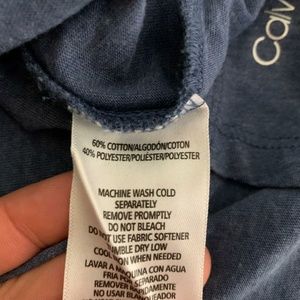 Calv
60% COTTON/ALGODÓN/COTON
40% POLYESTER/POLIÉSTER/POLYESTER
MACHINE WASH COLD
SEPARATELY
REMOVE PROMPTLY
DO NOT BLEACH
DO NOT USE FABRIC SOFTENER
TUMBLE DRY LOW
COOL IRON WHEN NEEDED
LAVAR A MÁQUINA CON AGUA
FRÍA POR SEPARADO
REMOVER RÁPIDAMENTE
NO USAR BLANQUEADOR